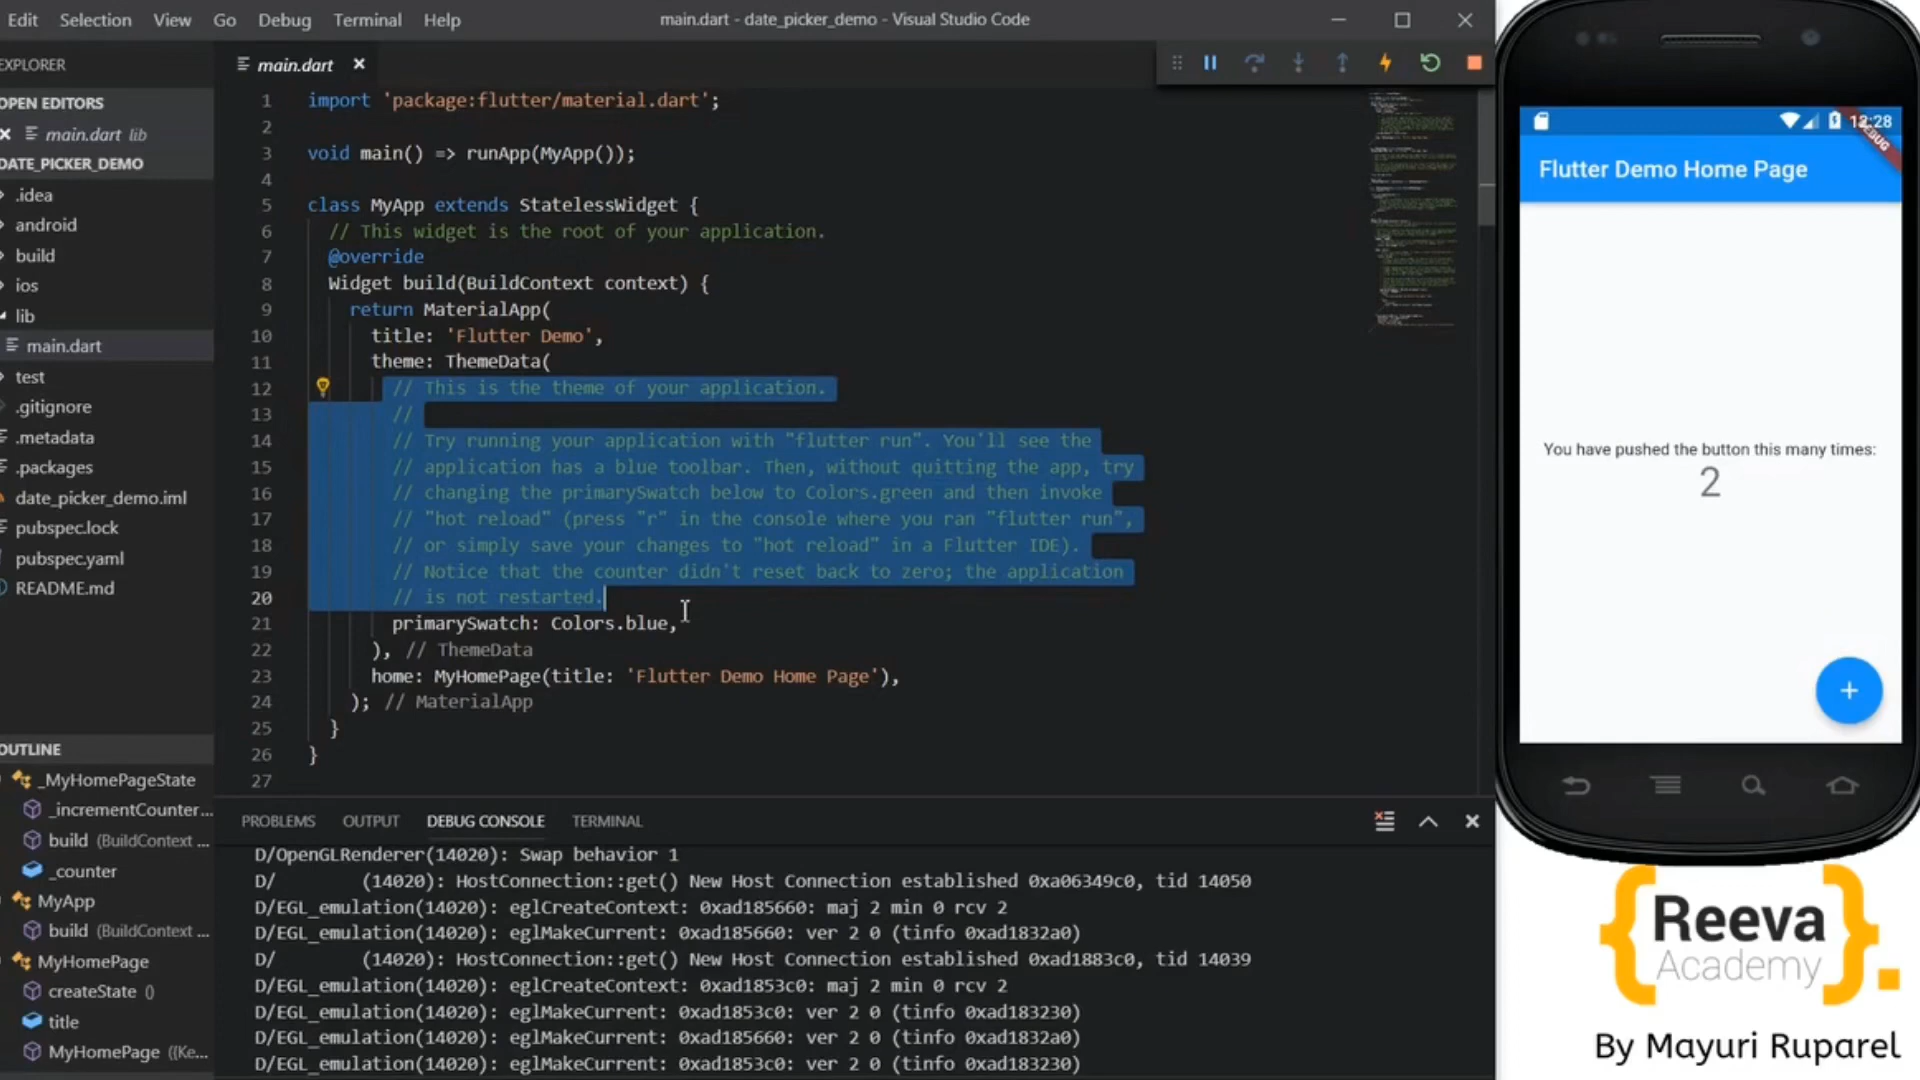 Edit Selection View Go Debug Terminal Help
main.dart - date_picker_demo - Visual Studio Code
EXPLORER
OPEN EDITORS
main.dart lib
DATE_PICKER_DEMO
.idea
android
build
ios
lib
main.dart
test
.gitignore
.metadata
.packages
date_picker_demo.iml
pubspec.lock
pubspec.yaml
README.md
OUTLINE
_MyHomePageState
_incrementCounter...
build (BuildContext ...
_counter
MyApp
build (BuildContext ...
MyHomePage
createState ()
title
MyHomePage ({Ke...
main.dart
1 import 'package:flutter/material.dart';
2
3 void main() => runApp(MyApp());
4
5 class MyApp extends StatelessWidget {
6 // This widget is the root of your application.
7 @override
8 Widget build(BuildContext context) {
9 return MaterialApp(
10 title: 'Flutter Demo',
11 theme: ThemeData(
12 // This is the theme of your application.
13 //
14 // Try running your application with "flutter run". You'll see the
15 // application has a blue toolbar. Then, without quitting the app, try
16 // changing the primarySwatch below to Colors.green and then invoke
17 // "hot reload" (press "r" in the console where you ran "flutter run",
18 // or simply save your changes to "hot reload" in a Flutter IDE).
19 // Notice that the counter didn't reset back to zero; the application
20 // is not restarted.
21 primarySwatch: Colors.blue,
22 ), // ThemeData
23 home: MyHomePage(title: 'Flutter Demo Home Page'),
24 ); // MaterialApp
25 }
26 }
27
PROBLEMS OUTPUT DEBUG CONSOLE TERMINAL
D/OpenGLRenderer(14020): Swap behavior 1
D/ (14020): HostConnection::get() New Host Connection established 0xa06349c0, tid 14050
D/EGL_emulation(14020): eglCreateContext: 0xad185660: maj 2 min 0 rcv 2
D/EGL_emulation(14020): eglMakeCurrent: 0xad185660: ver 2 0 (tinfo 0xad1832a0)
D/ (14020): HostConnection::get() New Host Connection established 0xad1883c0, tid 14039
D/EGL_emulation(14020): eglCreateContext: 0xad1853c0: maj 2 min 0 rcv 2
D/EGL_emulation(14020): eglMakeCurrent: 0xad1853c0: ver 2 0 (tinfo 0xad183230)
D/EGL_emulation(14020): eglMakeCurrent: 0xad185660: ver 2 0 (tinfo 0xad1832a0)
D/EGL_emulation(14020): eglMakeCurrent: 0xad1853c0: ver 2 0 (tinfo 0xad183230)
12:28
DEBUG
Flutter Demo Home Page
You have pushed the button this many times:
2
+
Reeva
Academy
By Mayuri Ruparel